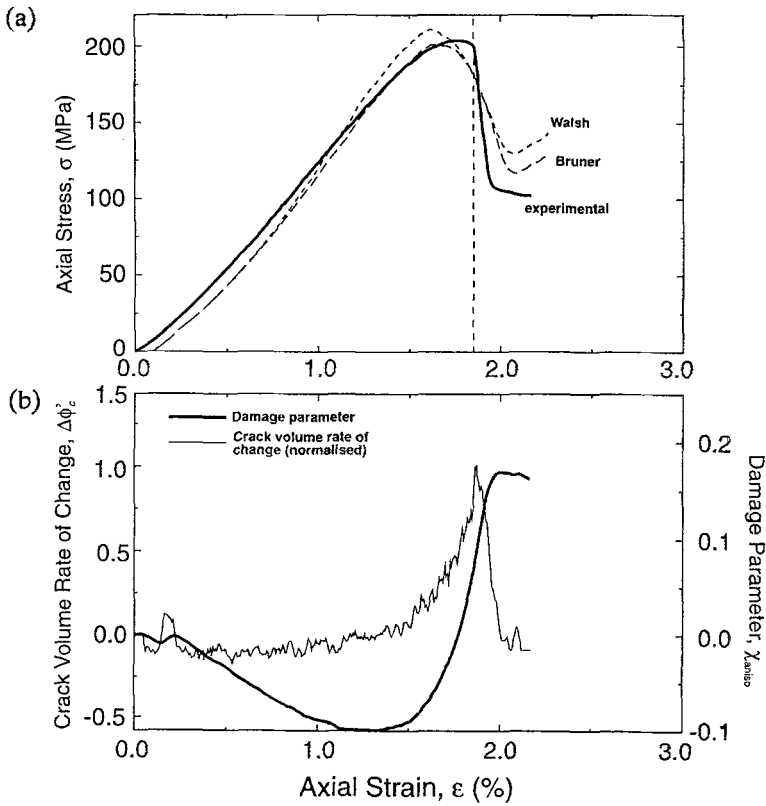 (a)
Axial Stress, σ (MPa)
200
150
100
50
0
Walsh
Bruner
experimental
0.0 1.0 2.0 3.0
(b)
Crack Volume Rate of Change, Δϕ'c
1.5
1.0
0.5
0.0
-0.5
Damage parameter
Crack volume rate of
change (normalised)
0.2
0.1
0.0
-0.1
Damage Parameter, χaniso
0.0 1.0 2.0 3.0
Axial Strain, ε (%)